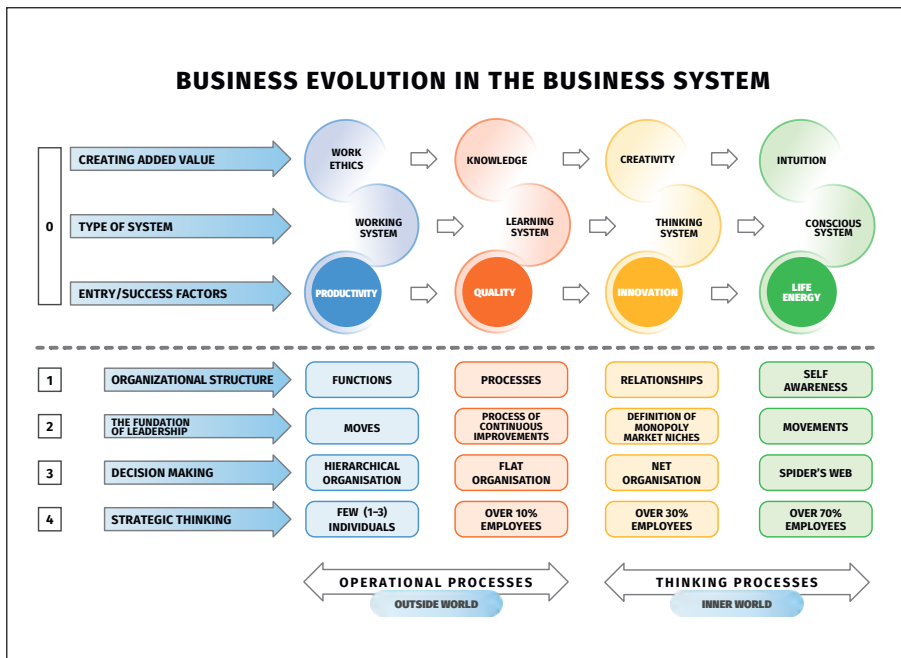 BUSINESS EVOLUTION IN THE BUSINESS SYSTEM
0
CREATING ADDED VALUE
WORK
ETHICS
KNOWLEDGE
CREATIVITY
INTUITION
TYPE OF SYSTEM
WORKING
SYSTEM
LEARNING
SYSTEM
THINKING
SYSTEM
CONSCIOUS
SYSTEM
ENTRY/SUCCESS FACTORS
PRODUCTIVITY
QUALITY
INNOVATION
LIFE
ENERGY
1
ORGANIZATIONAL STRUCTURE
FUNCTIONS
PROCESSES
RELATIONSHIPS
SELF
AWARENESS
2
THE FUNDATION
OF LEADERSHIP
MOVES
PROCESS OF
CONTINUOUS
IMPROVEMENTS
DEFINITION OF
MONOPOLY
MARKET NICHES
MOVEMENTS
3
DECISION MAKING
HIERARCHICAL
ORGANISATION
FLAT
ORGANISATION
NET
ORGANISATION
SPIDER'S WEB
4
STRATEGIC THINKING
FEW (1–3)
INDIVIDUALS
OVER 10%
EMPLOYEES
OVER 30%
EMPLOYEES
OVER 70%
EMPLOYEES
OPERATIONAL PROCESSES
OUTSIDE WORLD
THINKING PROCESSES
INNER WORLD